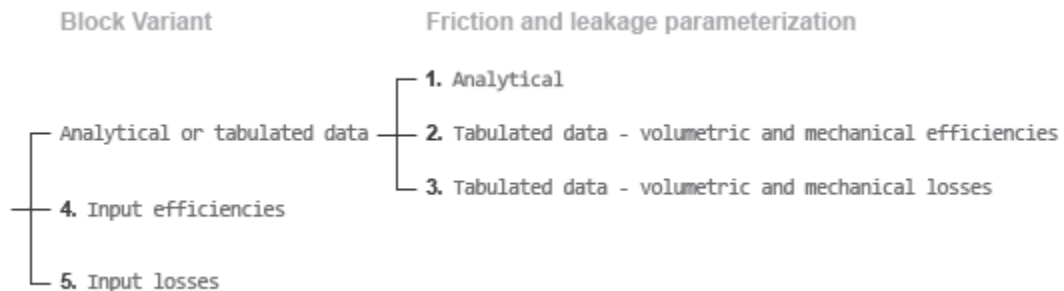 Block Variant
Friction and leakage parameterization
1. Analytical
Analytical or tabulated data
2. Tabulated data - volumetric and mechanical efficiencies
3. Tabulated data - volumetric and mechanical losses
4. Input efficiencies
5. Input losses